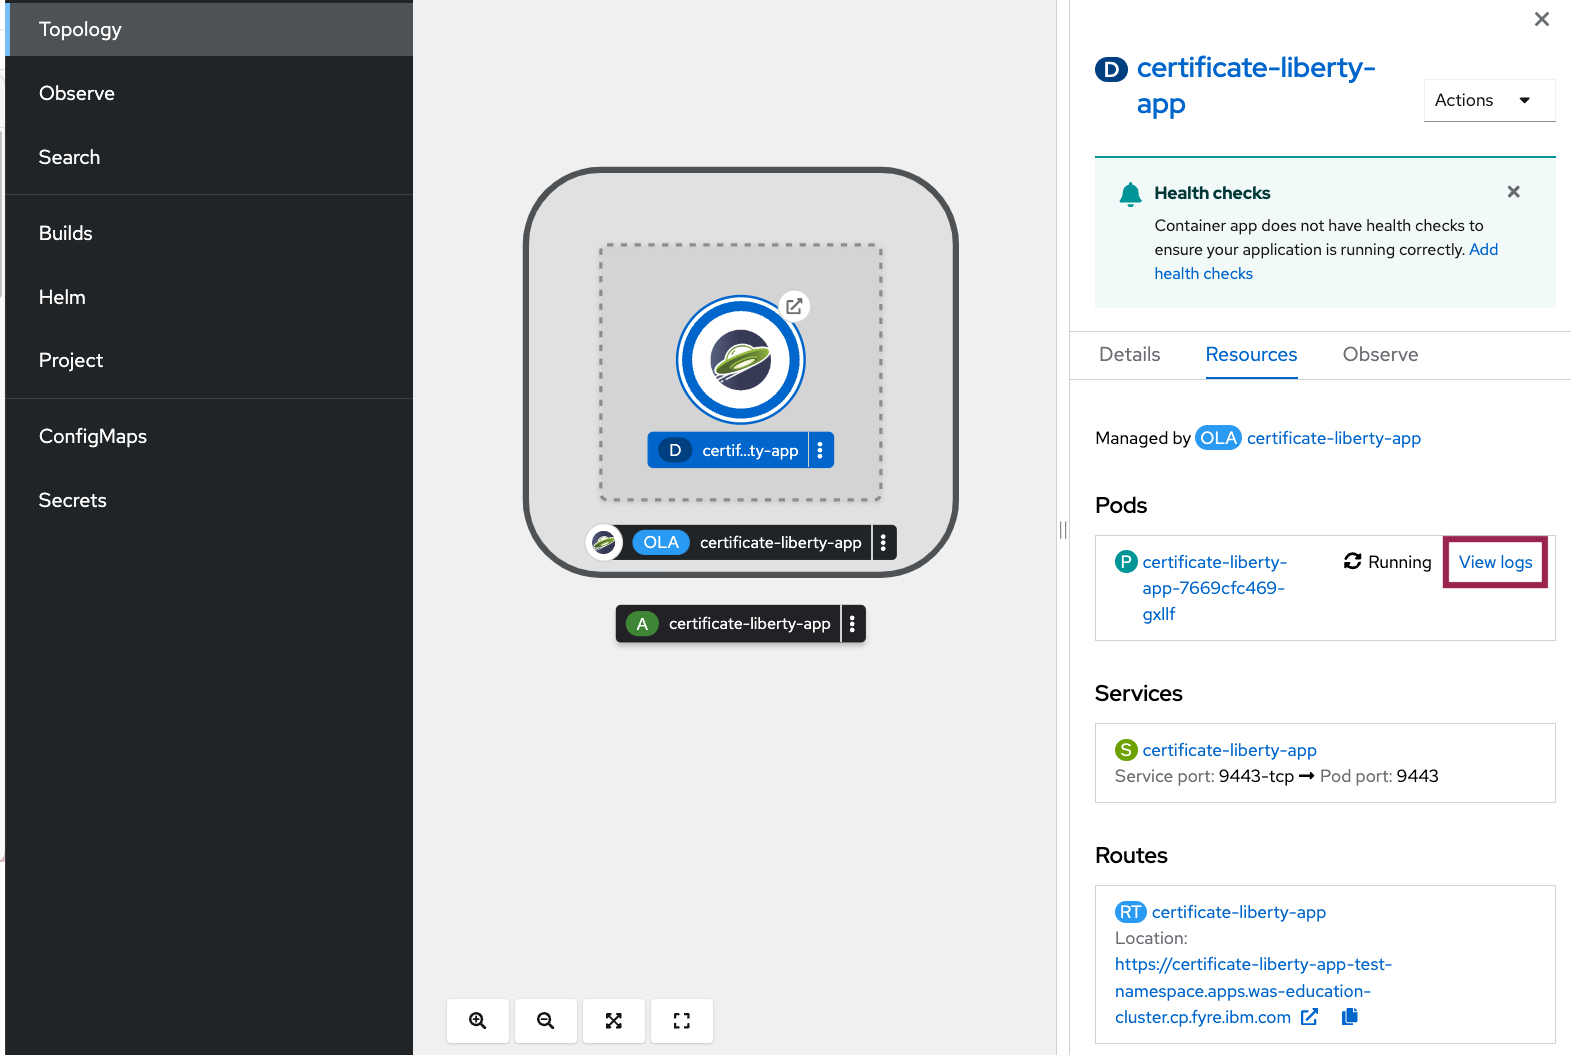 Topology
Observe
Search
Builds
Helm
Project
ConfigMaps
Secrets
D certif...ty-app
OLA certificate-liberty-app
A certificate-liberty-app
D certificate-liberty-
app
Actions
Health checks
Container app does not have health checks to
ensure your application is running correctly. Add
health checks
Details Resources Observe
Managed by OLA certificate-liberty-app
Pods
P certificate-liberty- Running View logs
app-7669cfc469-
gxllf
Services
S certificate-liberty-app
Service port: 9443-tcp → Pod port: 9443
Routes
RT certificate-liberty-app
Location:
https://certificate-liberty-app-test-
namespace.apps.was-education-
cluster.cp.fyre.ibm.com